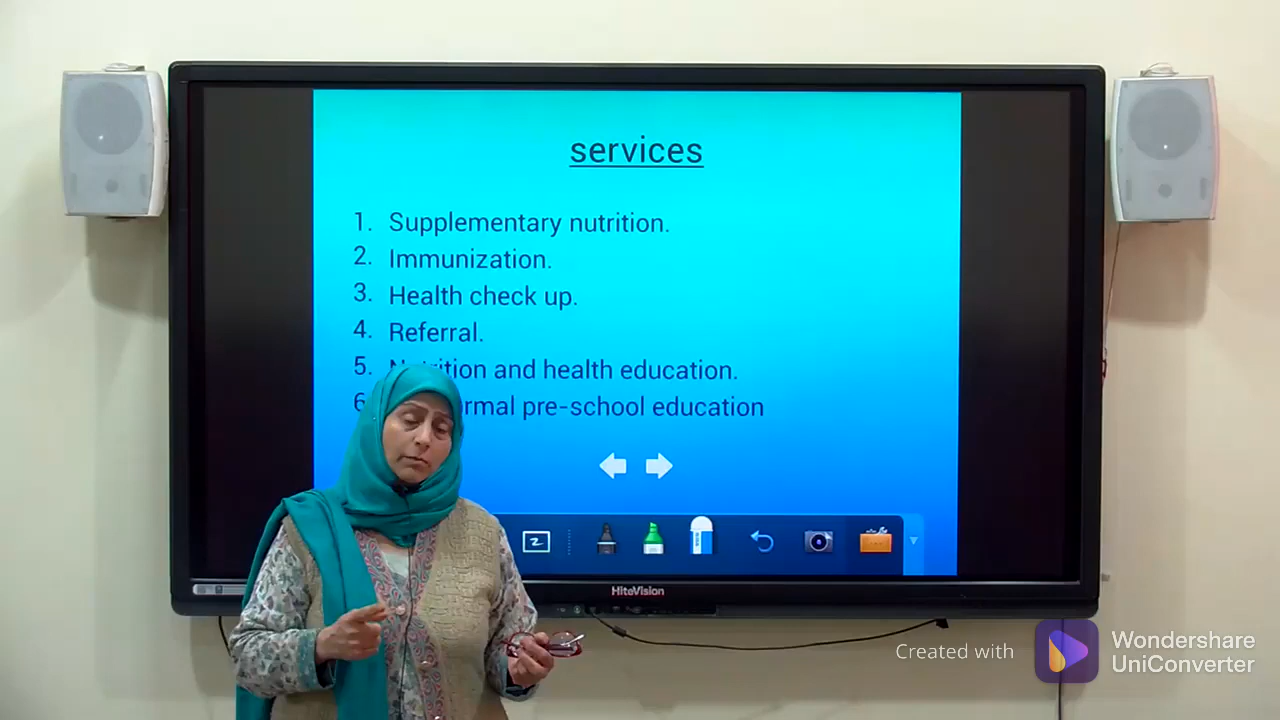 services
1. Supplementary nutrition.
2. Immunization.
3. Health check up.
4. Referral.
5. and health education.
6 pre-school education
HiteVision
Created with
Wondershare
UniConverter